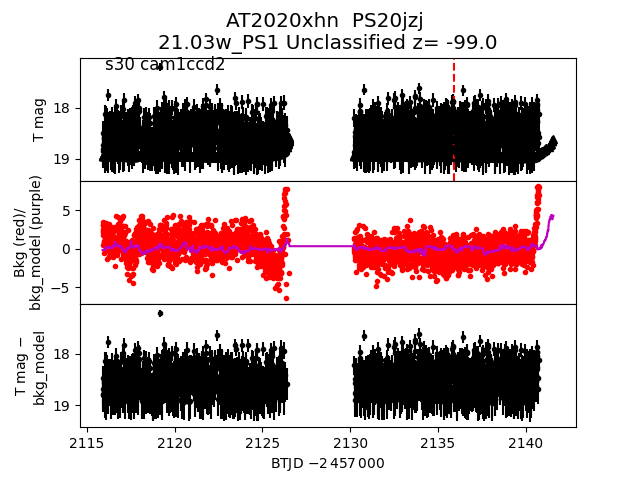 AT2020xhn  PS20jzj
21.03w_PS1 Unclassified z= -99.0
s30 cam1ccd2
T mag
18
19
Bkg (red)/
bkg_model (purple)
5
0
−5
T mag −
bkg_model
18
19
2115
2120
2125
2130
2135
2140
BTJD −2 457 000